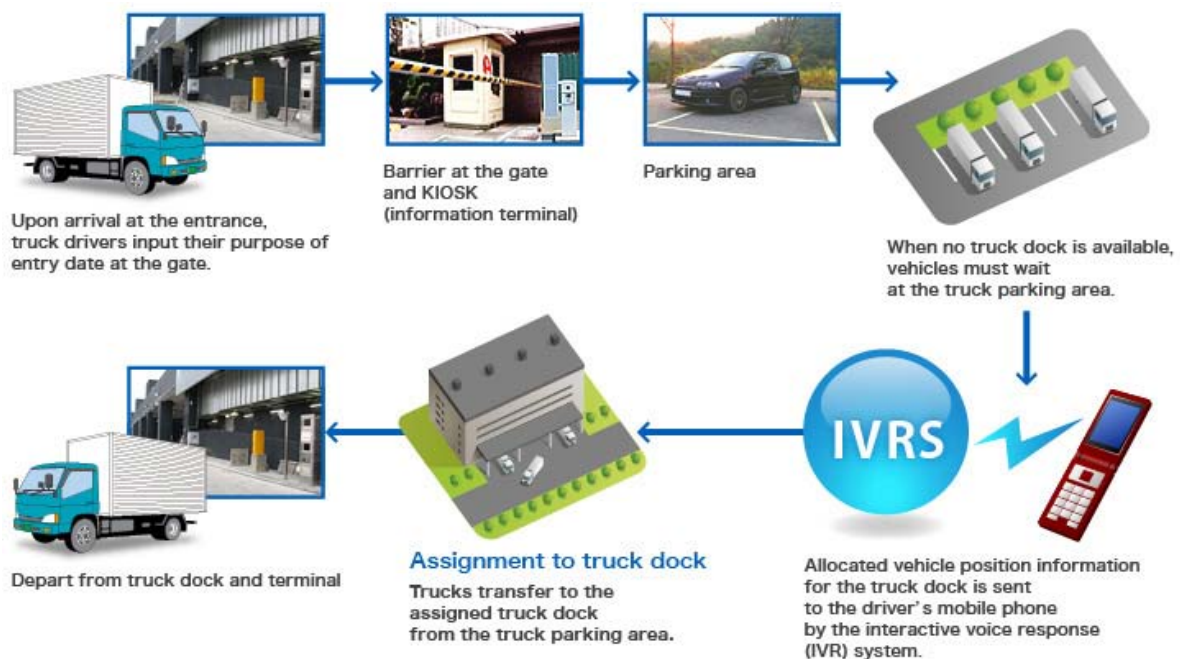 Upon arrival at the entrance,
truck drivers input their purpose of
entry date at the gate.
Barrier at the gate
and KIOSK
(information terminal)
Parking area
When no truck dock is available,
vehicles must wait
at the truck parking area.
IVRS
Allocated vehicle position information
for the truck dock is sent
to the driver's mobile phone
by the interactive voice response
(IVR) system.
Assignment to truck dock
Trucks transfer to the
assigned truck dock
from the truck parking area.
Depart from truck dock and terminal